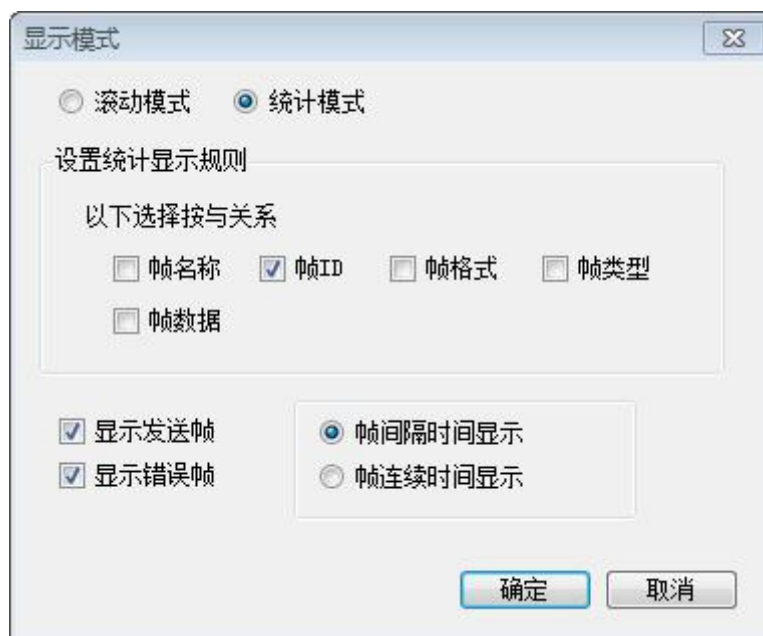 显示模式
滚动模式 统计模式
设置统计显示规则
以下选择按与关系
帧名称 帧ID 帧格式 帧类型
帧数据
显示发送帧 帧间隔时间显示
显示错误帧 帧连续时间显示
确定 取消